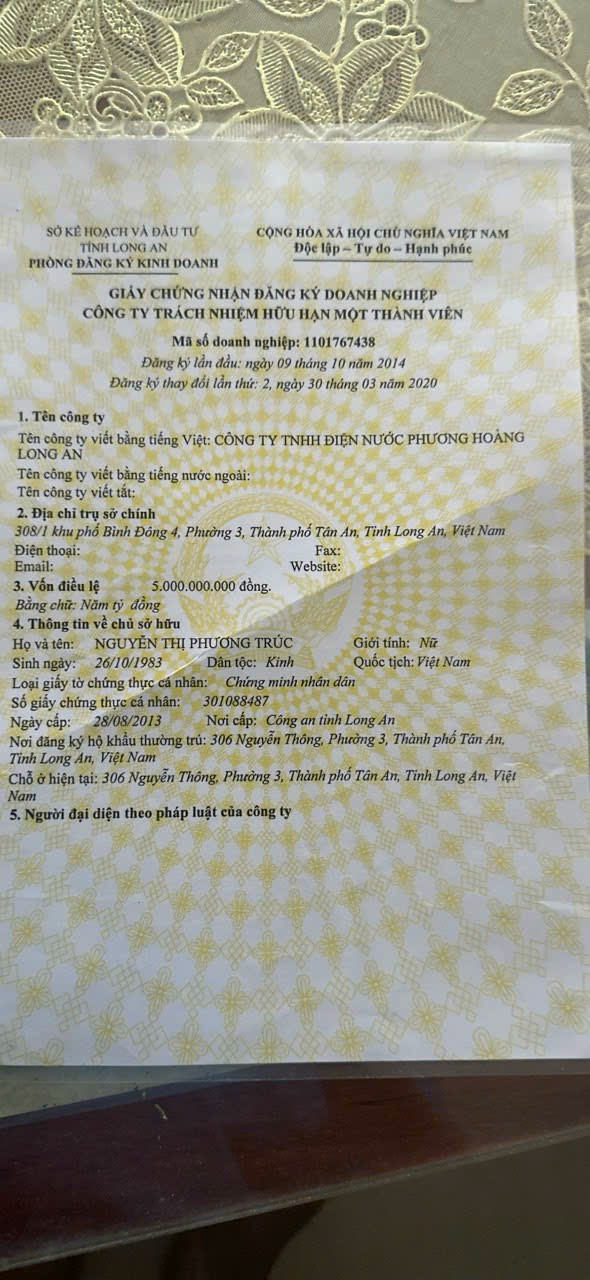 SỞ KẾ HOẠCH VÀ ĐẦU TƯ
TỈNH LONG AN
PHÒNG ĐĂNG KÝ KINH DOANH
CỘNG HÒA XÃ HỘI CHỦ NGHĨA VIỆT NAM
Độc lập – Tự do – Hạnh phúc
GIẤY CHỨNG NHẬN ĐĂNG KÝ DOANH NGHIỆP
CÔNG TY TRÁCH NHIỆM HỮU HẠN MỘT THÀNH VIÊN
Mã số doanh nghiệp: 1101767438
Đăng ký lần đầu: ngày 09 tháng 10 năm 2014
Đăng ký thay đổi lần thứ: 2, ngày 30 tháng 03 năm 2020
1. Tên công ty
Tên công ty viết bằng tiếng Việt: CÔNG TY TNHH ĐIỆN NƯỚC PHƯƠNG HOÀNG
LONG AN
Tên công ty viết bằng tiếng nước ngoài:
Tên công ty viết tắt:
2. Địa chỉ trụ sở chính
308/1 khu phố Bình Đông 4, Phường 3, Thành phố Tân An, Tỉnh Long An, Việt Nam
Điện thoại: Fax:
Email: Website:
3. Vốn điều lệ 5.000.000.000 đồng.
Bằng chữ: Năm tỷ đồng
4. Thông tin về chủ sở hữu
Họ và tên: NGUYỄN THỊ PHƯƠNG TRÚC Giới tính: Nữ
Sinh ngày: 26/10/1983 Dân tộc: Kinh Quốc tịch: Việt Nam
Loại giấy tờ chứng thực cá nhân: Chứng minh nhân dân
Số giấy chứng thực cá nhân: 301088487
Ngày cấp: 28/08/2013 Nơi cấp: Công an tỉnh Long An
Nơi đăng ký hộ khẩu thường trú: 306 Nguyễn Thông, Phường 3, Thành phố Tân An,
Tỉnh Long An, Việt Nam
Chỗ ở hiện tại: 306 Nguyễn Thông, Phường 3, Thành phố Tân An, Tỉnh Long An, Việt
Nam
5. Người đại diện theo pháp luật của công ty